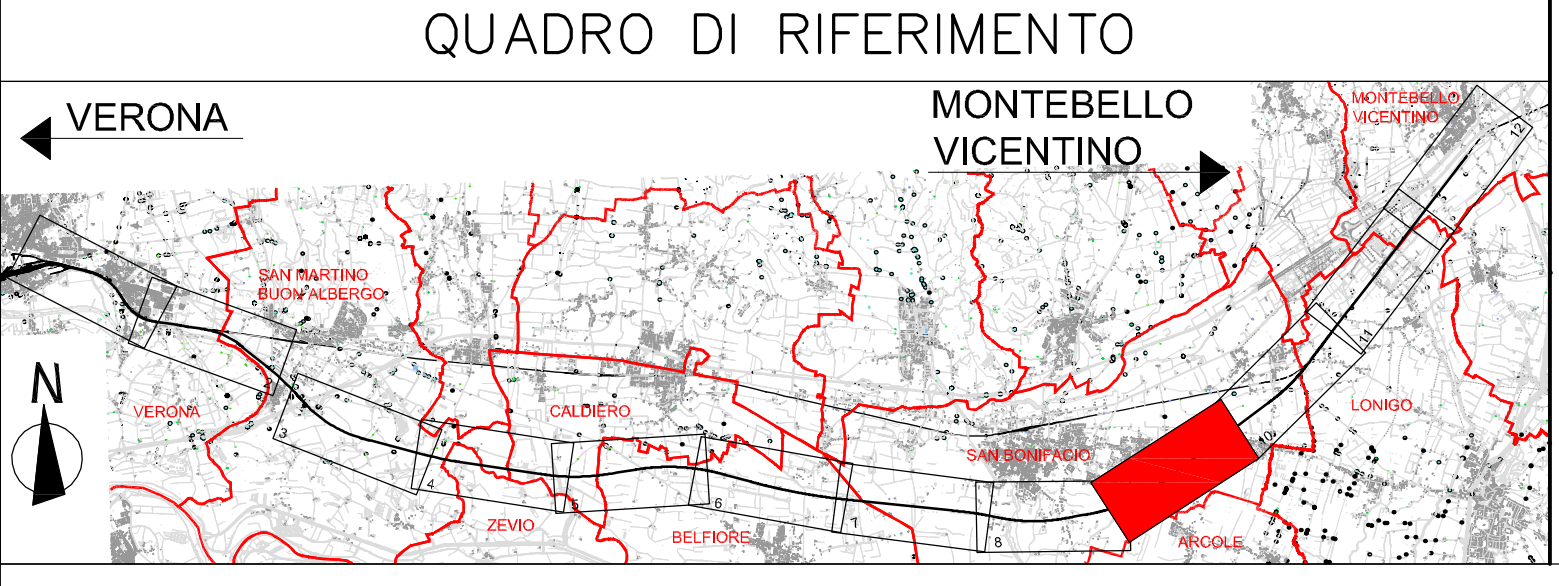 QUADRO DI RIFERIMENTO
VERONA
MONTEBELLO
VICENTINO
MONTEBELLO
VICENTINO
12
SAN MARTINO
BUON ALBERGO
N
VERONA
CALDIERO
11
LONIGO
3
10
SAN BONIFACIO
4
5
6
7
8
ZEVIO
BELFIORE
ARCOLE